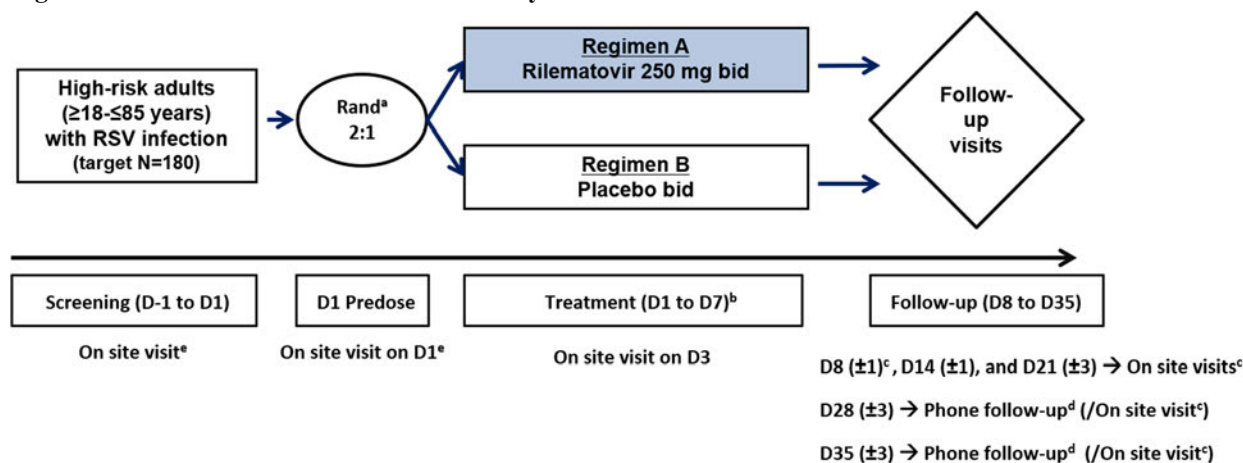 High-risk adults
(≥18-≤85 years)
with RSV infection
(target N=180)
Randᵃ
2:1
Regimen A
Rilematovir 250 mg bid
Regimen B
Placebo bid
Follow-
up
visits
Screening (D-1 to D1)
D1 Predose
Treatment (D1 to D7)ᵇ
Follow-up (D8 to D35)
On site visitᵉ
On site visit on D1ᵉ
On site visit on D3
D8 (±1)ᶜ, D14 (±1), and D21 (±3) → On site visitsᶜ
D28 (±3) → Phone follow-upᵈ (/On site visitᶜ)
D35 (±3) → Phone follow-upᵈ (/On site visitᶜ)